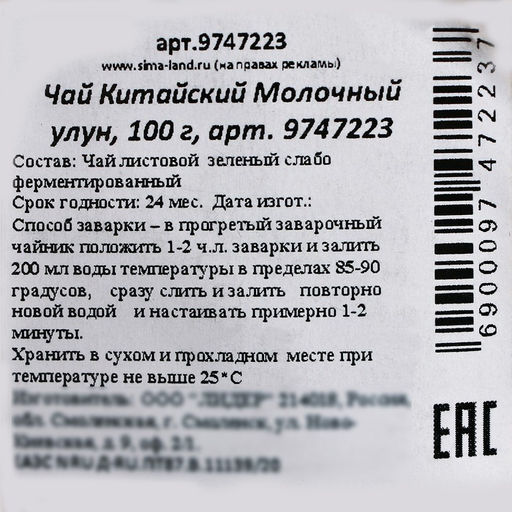 арт.9747223
www.sima-land.ru (на правах рекламы)
Чай Китайский Молочный
улун, 100 г, арт. 9747223
Состав: Чай листовой зеленый слабо
ферментированный
Срок годности: 24 мес. Дата изгот.:
Способ заварки – в прогретый заварочный
чайник положить 1-2 ч.л. заварки и залить
200 мл воды температуры в пределах 85-90
градусов, сразу слить и залить повторно
новой водой и настаивать примерно 1-2
минуты.
Хранить в сухом и прохладном месте при
температуре не выше 25*С
6900097472237
EAC